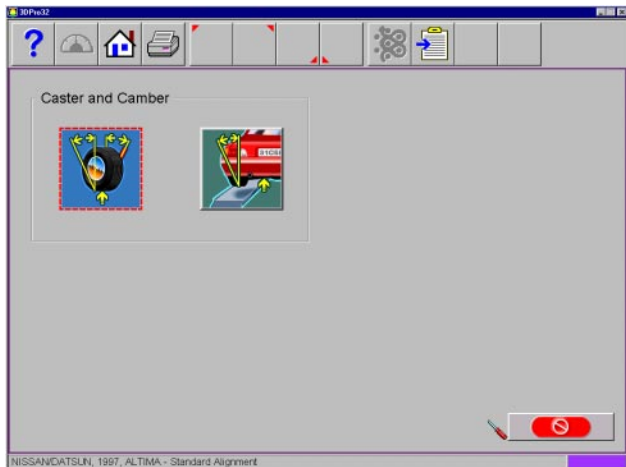 3DPro32
?
Caster and Camber
NISSAN/DATSUN, 1997, ALTIMA - Standard Alignment